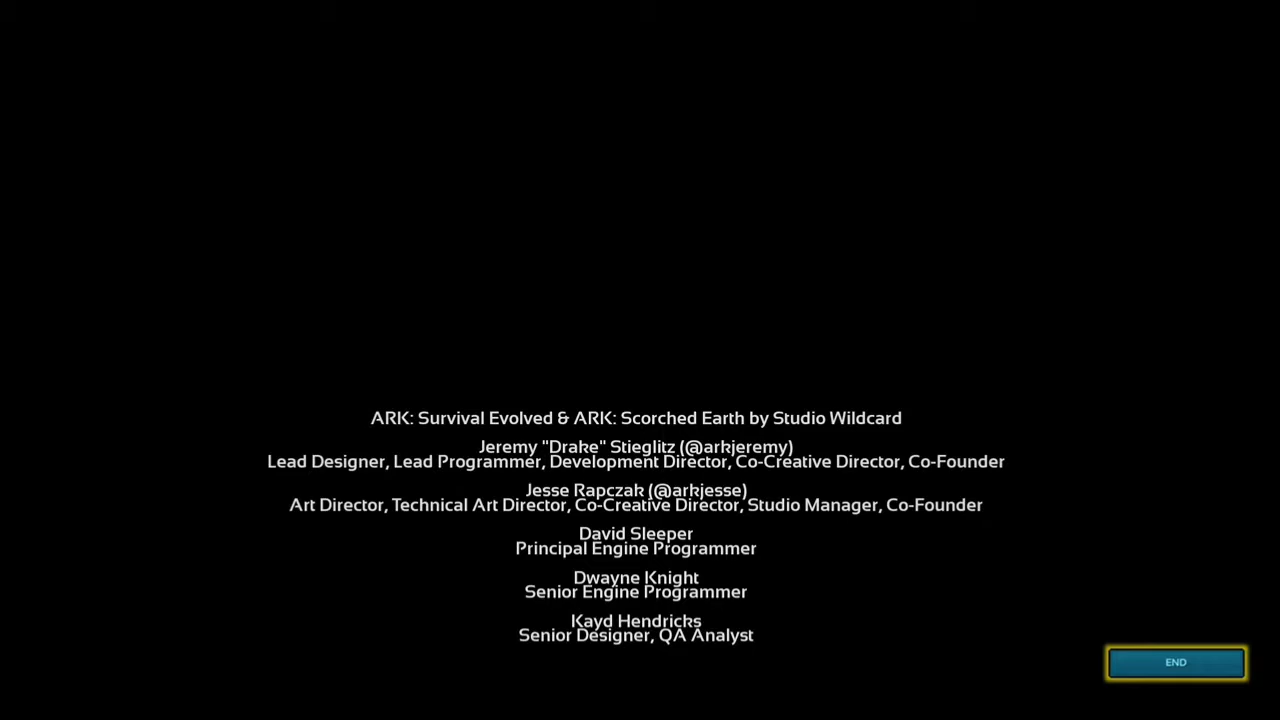 ARK: Survival Evolved & ARK: Scorched Earth by Studio Wildcard
Jeremy "Drake" Stieglitz (@arkjeremy)
Lead Designer, Lead Programmer, Development Director, Co-Creative Director, Co-Founder
Jesse Rapczak (@arkjesse)
Art Director, Technical Art Director, Co-Creative Director, Studio Manager, Co-Founder
David Sleeper
Principal Engine Programmer
Dwayne Knight
Senior Engine Programmer
Kayd Hendricks
Senior Designer, QA Analyst
END